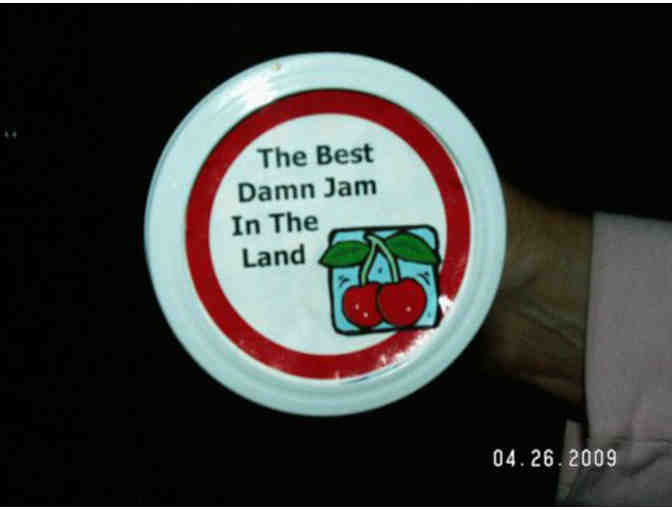 The Best
Damn Jam
In The
Land
04.26.2009